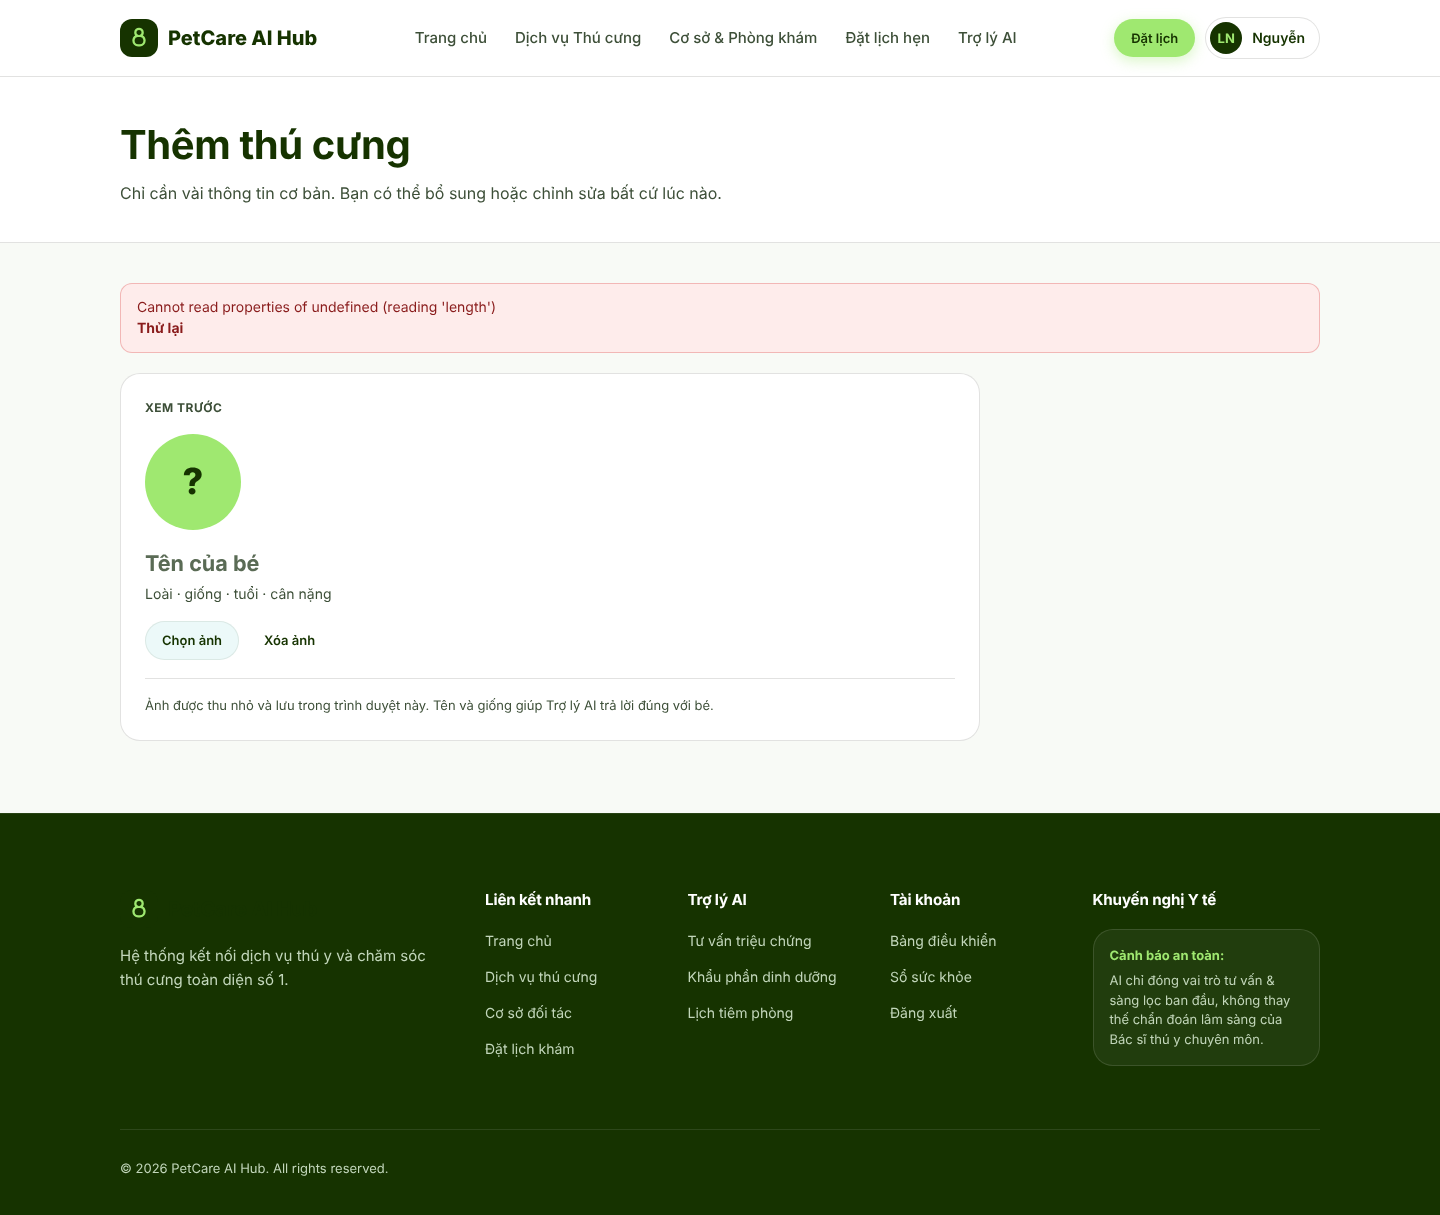 PetCare AI Hub
Trang chủ
Dịch vụ Thú cưng
Cơ sở & Phòng khám
Đặt lịch hẹn
Trợ lý AI
Đặt lịch
LN
Nguyễn
Thêm thú cưng
Chỉ cần vài thông tin cơ bản. Bạn có thể bổ sung hoặc chỉnh sửa bất cứ lúc nào.
Cannot read properties of undefined (reading 'length')
Thử lại
XEM TRƯỚC
?
Tên của bé
Loài · giống · tuổi · cân nặng
Chọn ảnh
Xóa ảnh
Ảnh được thu nhỏ và lưu trong trình duyệt này. Tên và giống giúp Trợ lý AI trả lời đúng với bé.
Hệ thống kết nối dịch vụ thú y và chăm sóc
thú cưng toàn diện số 1.
Liên kết nhanh
Trang chủ
Dịch vụ thú cưng
Cơ sở đối tác
Đặt lịch khám
Trợ lý AI
Tư vấn triệu chứng
Khẩu phần dinh dưỡng
Lịch tiêm phòng
Tài khoản
Bảng điều khiển
Sổ sức khỏe
Đăng xuất
Khuyến nghị Y tế
Cảnh báo an toàn:
AI chỉ đóng vai trò tư vấn &
sàng lọc ban đầu, không thay
thế chẩn đoán lâm sàng của
Bác sĩ thú y chuyên môn.
© 2026 PetCare AI Hub. All rights reserved.